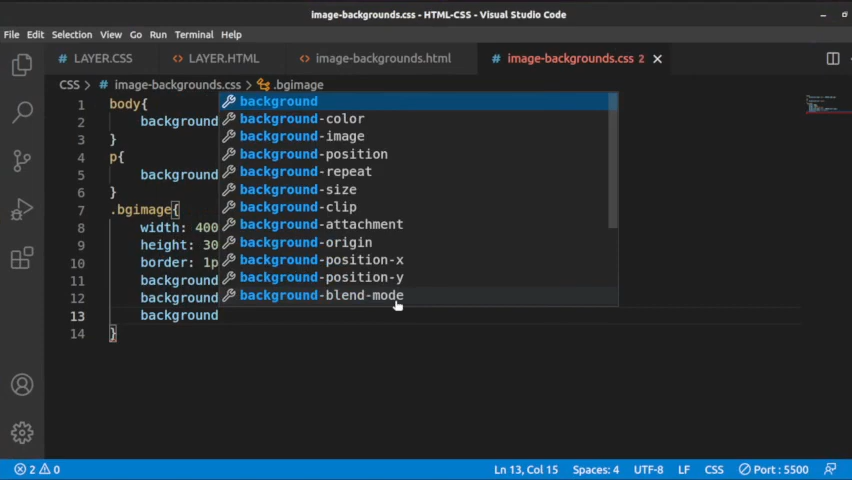 image-backgrounds.css - HTML-CSS - Visual Studio Code
File Edit Selection View Go Run Terminal Help
# LAYER.CSS <> LAYER.HTML <> image-backgrounds.html # image-backgrounds.css 2 ×
CSS > # image-backgrounds.css > .bgimage
1 body{
2 background
3 }
4 p{
5 background
6 }
7 .bgimage{
8 width: 400
9 height: 30
10 border: 1p
11 background
12 background
13 background
14 }
background
background-color
background-image
background-position
background-repeat
background-size
background-clip
background-attachment
background-origin
background-position-x
background-position-y
background-blend-mode
2 0 Ln 13, Col 15 Spaces: 4 UTF-8 LF CSS Port : 5500